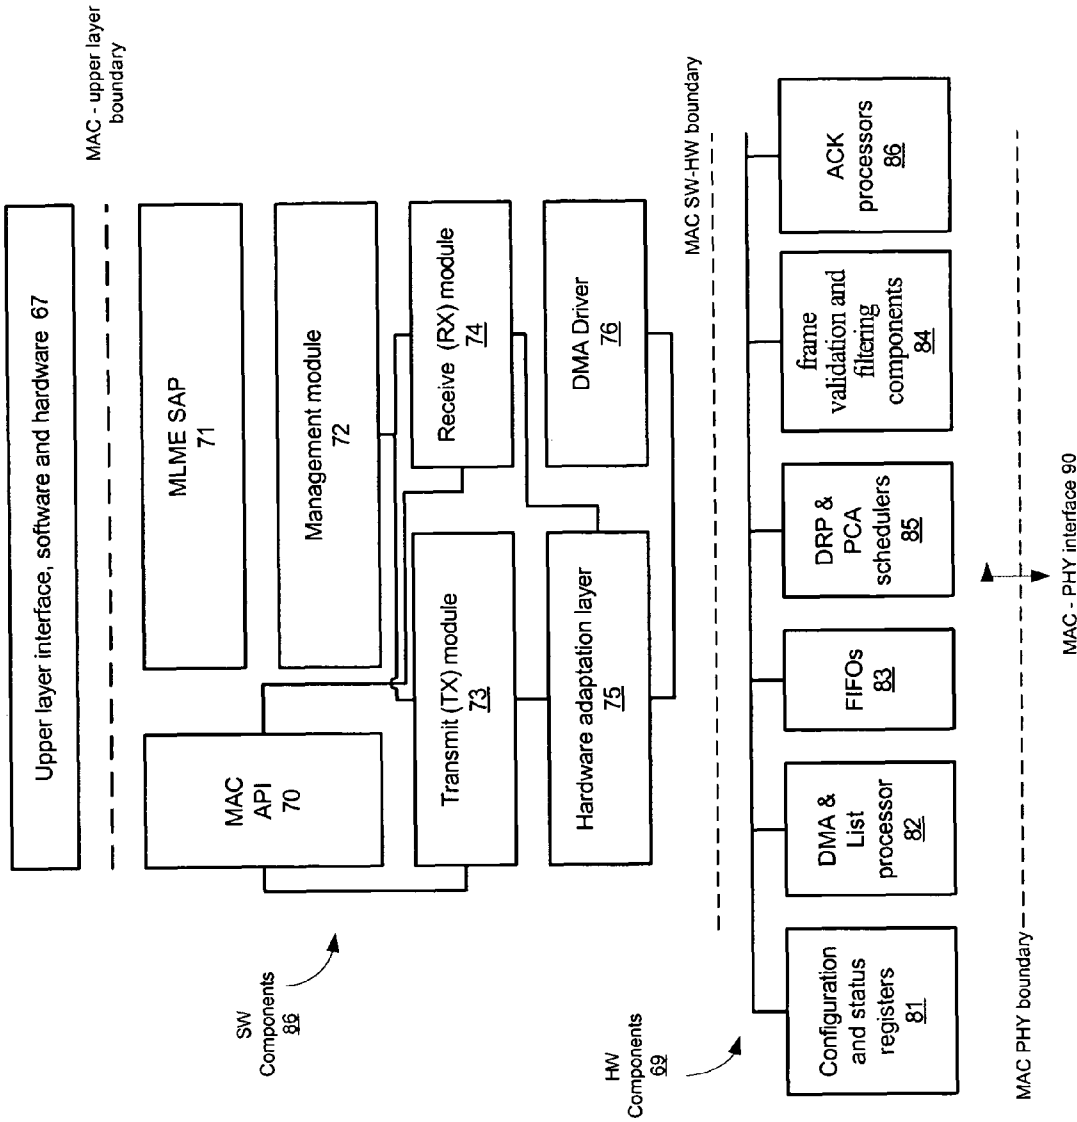 Upper layer interface, software and hardware 67
MAC - upper layer
boundary
MAC
API
70
MLME SAP
71
Management module
72
Transmit (TX) module
73
Receive (RX) module
74
Hardware adaptation layer
75
DMA Driver
76
SW
Components
86
MAC SW-HW boundary
HW
Components
69
Configuration
and status
registers
81
DMA &
List
processor
82
FIFOs
83
DRP &
PCA
schedulers
85
frame
validation and
filtering
components
84
ACK
processors
86
MAC PHY boundary
MAC - PHY interface 90